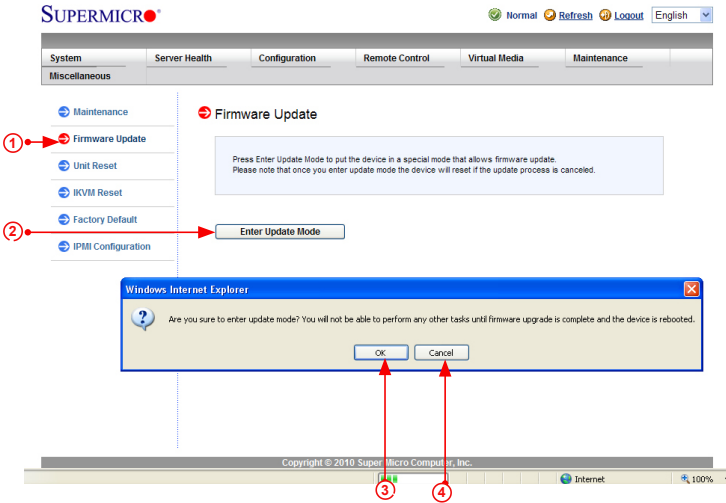 SUPERMICR
Normal Refresh Logout English
System Server Health Configuration Remote Control Virtual Media Maintenance
Miscellaneous
Maintenance
Firmware Update
Unit Reset
IKVM Reset
Factory Default
IPMI Configuration
Firmware Update
Press Enter Update Mode to put the device in a special mode that allows firmware update.
Please note that once you enter update mode the device will reset if the update process is canceled.
Enter Update Mode
1
2
Windows Internet Explorer
Are you sure to enter update mode? You will not be able to perform any other tasks until firmware upgrade is complete and the device is rebooted.
OK Cancel
Copyright © 2010 Super Micro Computer, Inc.
3 4
Internet 100%